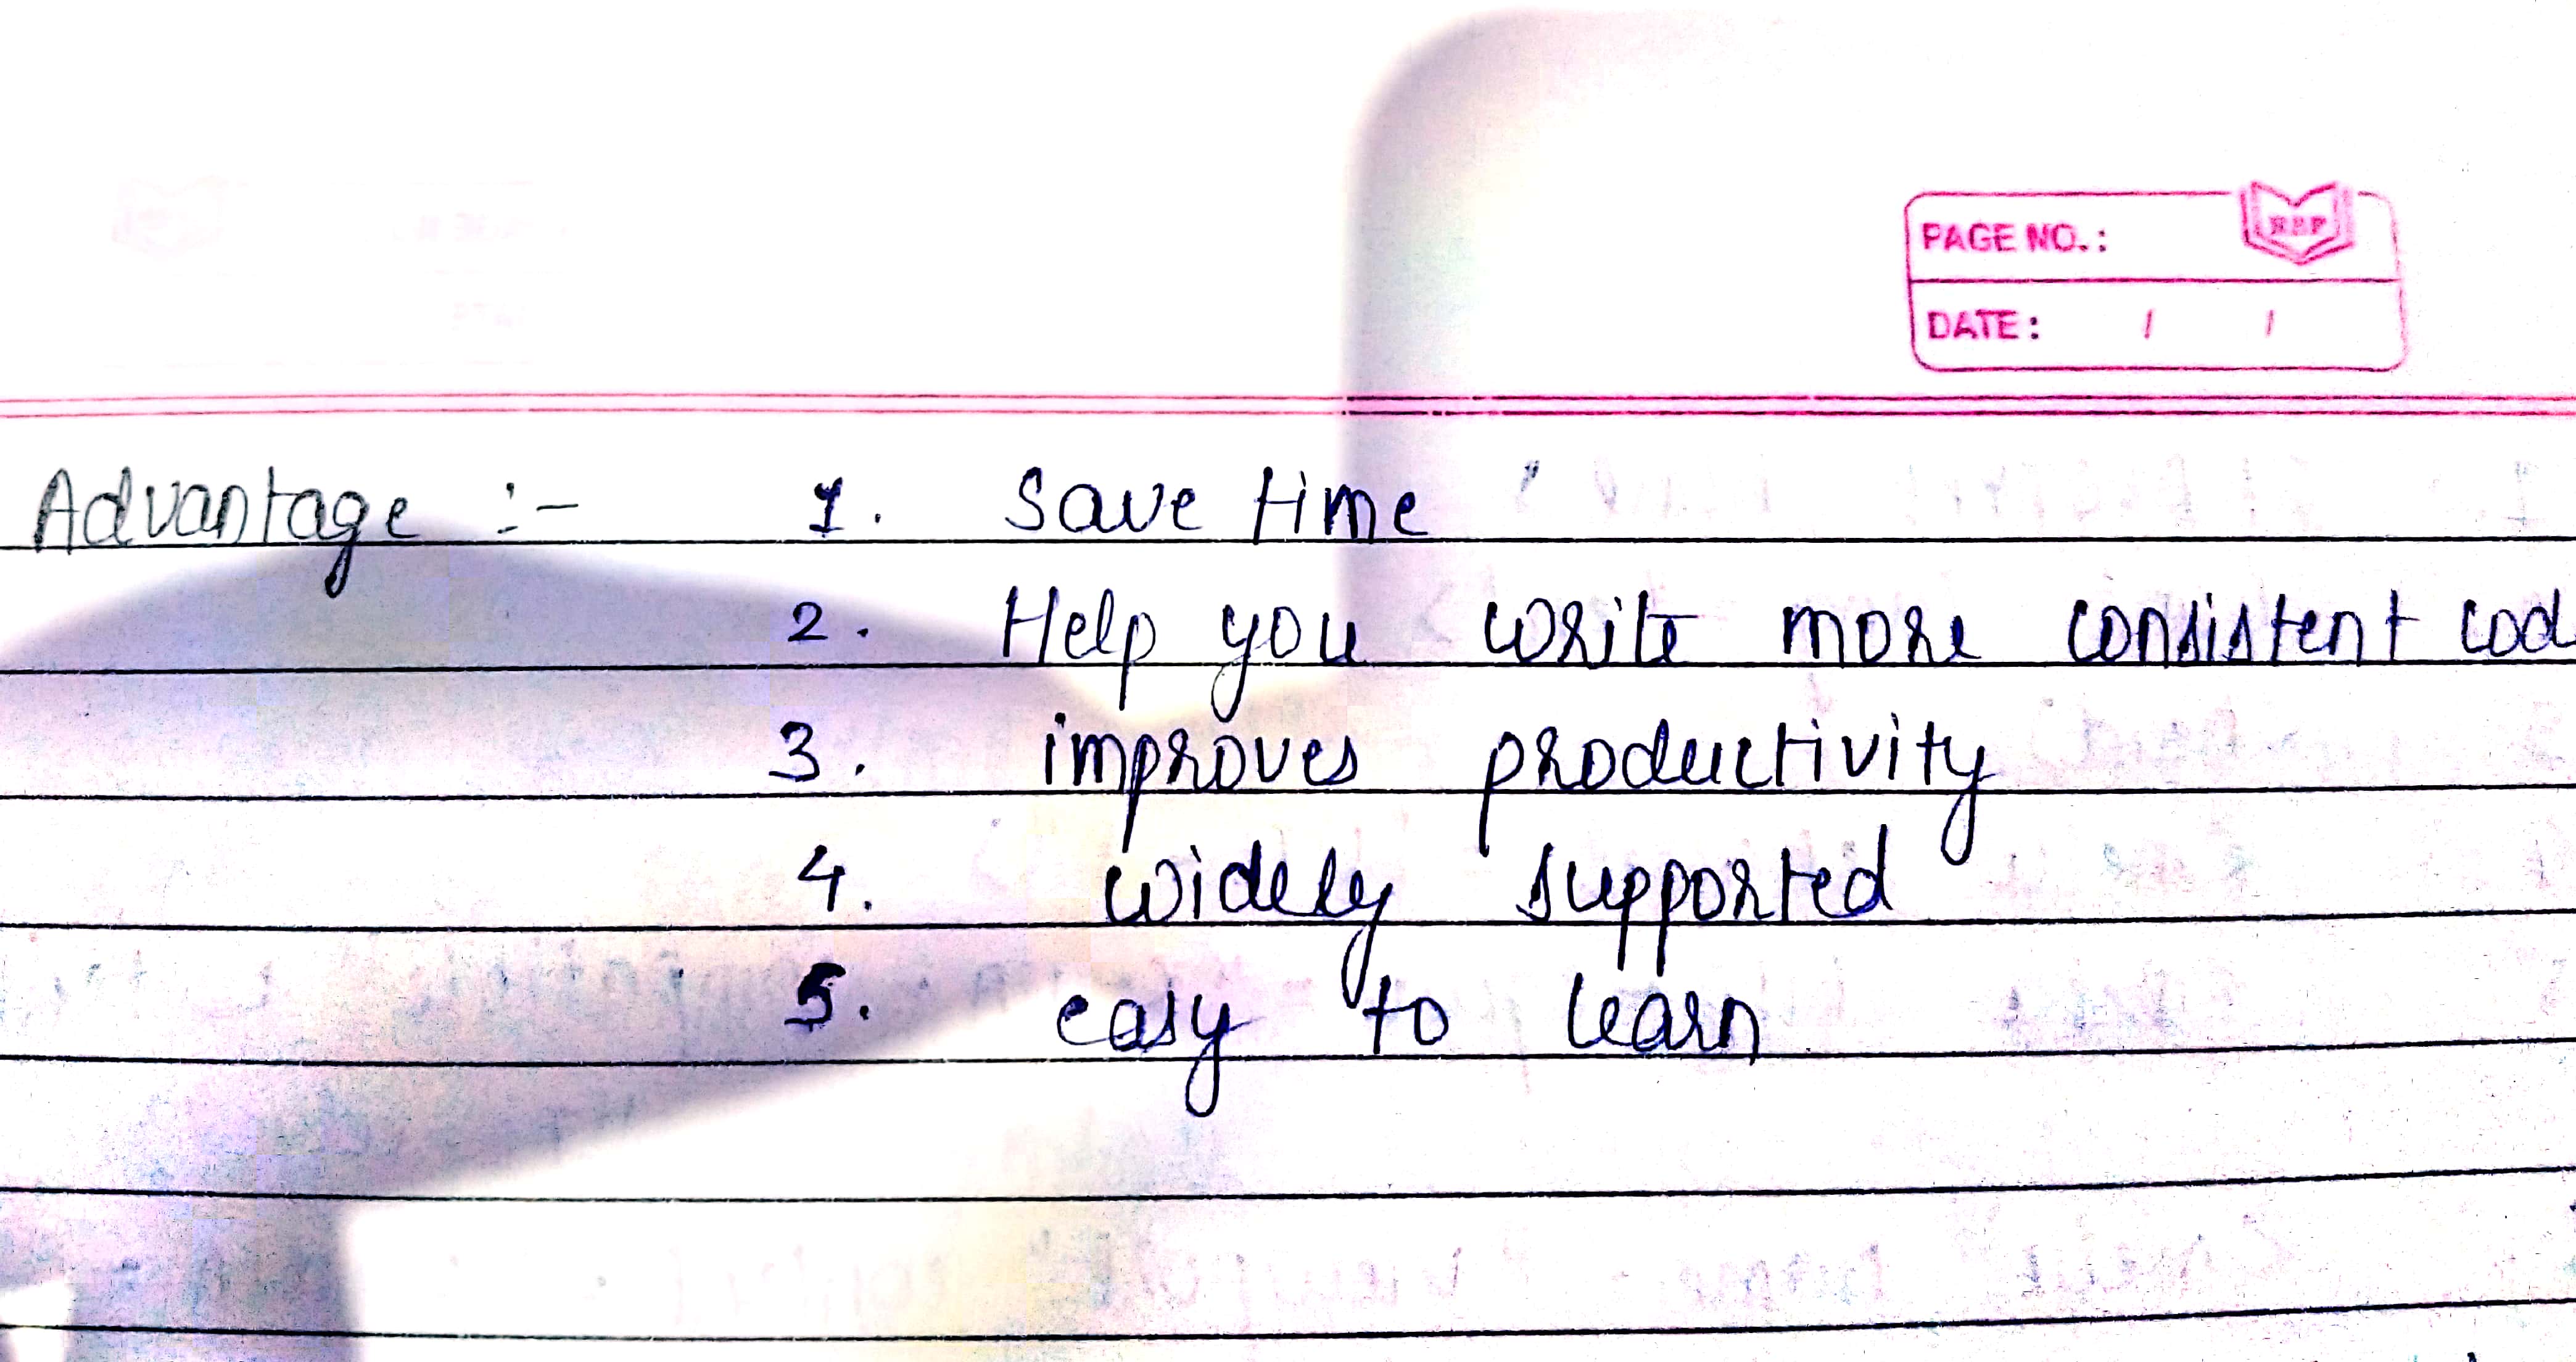 PAGE NO.:
DATE: / /
Advantage :- 1. Save time
2. Help you write more consistent cod
3. improves productivity
4. widely supported
5. easy to learn